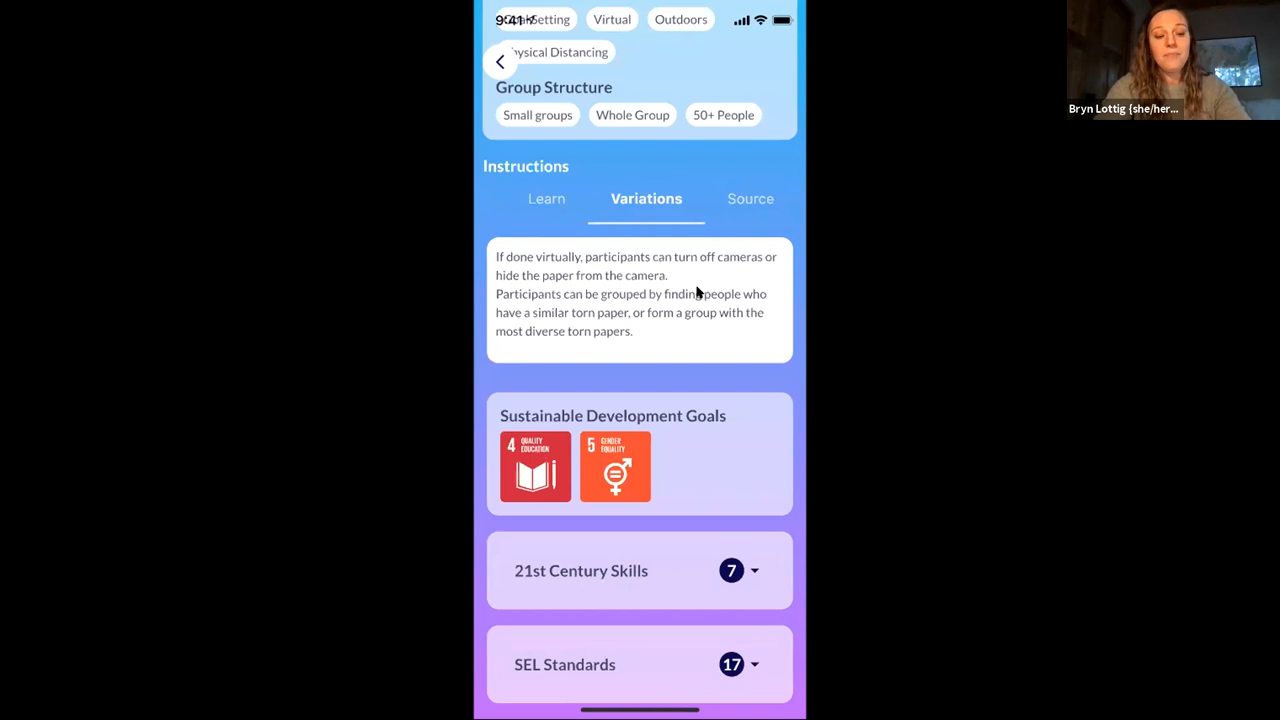 9:41
Setting
Virtual
Outdoors
hysical Distancing
Group Structure
Small groups
Whole Group
50+ People
Instructions
Learn
Variations
Source
If done virtually, participants can turn off cameras or
hide the paper from the camera.
Participants can be grouped by finding people who
have a similar torn paper, or form a group with the
most diverse torn papers.
Sustainable Development Goals
4 QUALITY
EDUCATION
5 GENDER
EQUALITY
21st Century Skills
7
SEL Standards
17
Bryn Lottig {she/her...